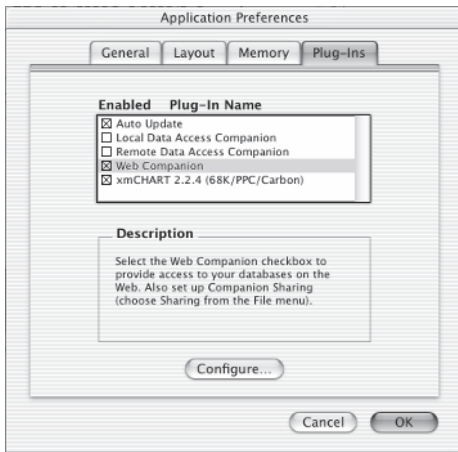 Application Preferences
General Layout Memory Plug-Ins
Enabled Plug-In Name
Auto Update
Local Data Access Companion
Remote Data Access Companion
Web Companion
xmCHART 2.2.4 (68K/PPC/Carbon)
Description
Select the Web Companion checkbox to
provide access to your databases on the
Web. Also set up Companion Sharing
(choose Sharing from the File menu).
Configure...
Cancel OK